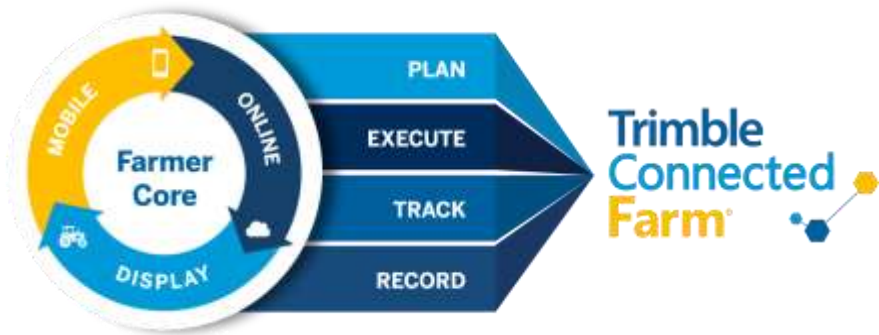 MOBILE
ONLINE
DISPLAY
Farmer
Core
PLAN
EXECUTE
TRACK
RECORD
Trimble
Connected
Farm